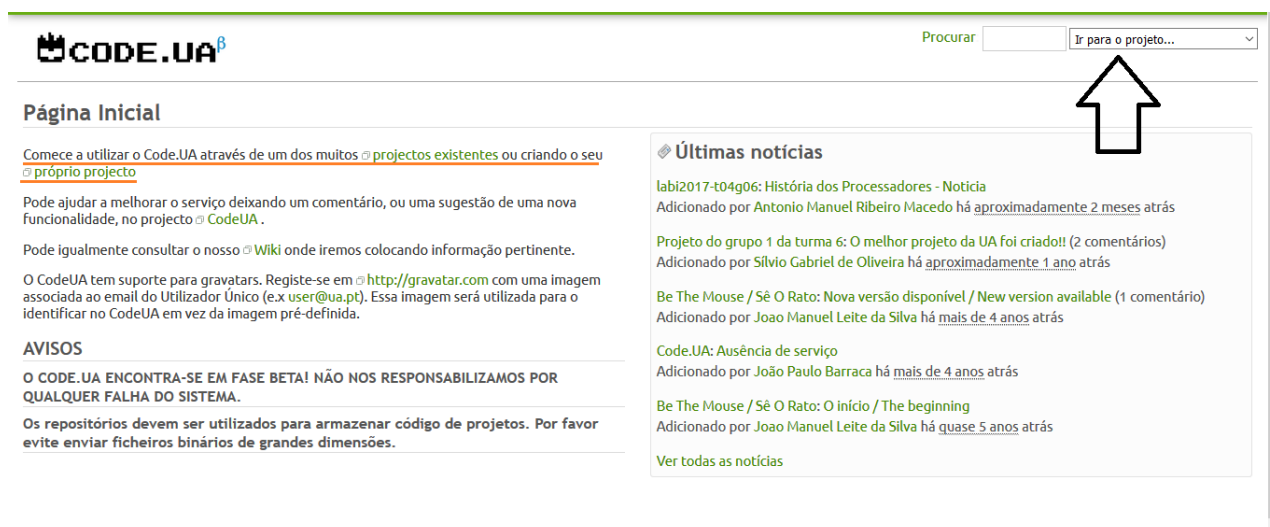 CODE.UAβ
Procurar
Ir para o projeto...
Página Inicial
Comece a utilizar o Code.UA através de um dos muitos projectos existentes ou criando o seu
próprio projecto
Pode ajudar a melhorar o serviço deixando um comentário, ou uma sugestão de uma nova
funcionalidade, no projecto CodeUA .
Pode igualmente consultar o nosso Wiki onde iremos colocando informação pertinente.
O CodeUA tem suporte para gravatars. Registe-se em http://gravatar.com com uma imagem
associada ao email do Utilizador Único (e.x user@ua.pt). Essa imagem será utilizada para o
identificar no CodeUA em vez da imagem pré-definida.
AVISOS
O CODE.UA ENCONTRA-SE EM FASE BETA! NÃO NOS RESPONSABILIZAMOS POR
QUALQUER FALHA DO SISTEMA.
Os repositórios devem ser utilizados para armazenar código de projetos. Por favor
evite enviar ficheiros binários de grandes dimensões.
Últimas notícias
labi2017-t04g06: História dos Processadores - Noticia
Adicionado por Antonio Manuel Ribeiro Macedo há aproximadamente 2 meses atrás
Projeto do grupo 1 da turma 6: O melhor projeto da UA foi criado!! (2 comentários)
Adicionado por Sílvio Gabriel de Oliveira há aproximadamente 1 ano atrás
Be The Mouse / Sê O Rato: Nova versão disponível / New version available (1 comentário)
Adicionado por Joao Manuel Leite da Silva há mais de 4 anos atrás
Code.UA: Ausência de serviço
Adicionado por João Paulo Barraca há mais de 4 anos atrás
Be The Mouse / Sê O Rato: O início / The beginning
Adicionado por Joao Manuel Leite da Silva há quase 5 anos atrás
Ver todas as notícias